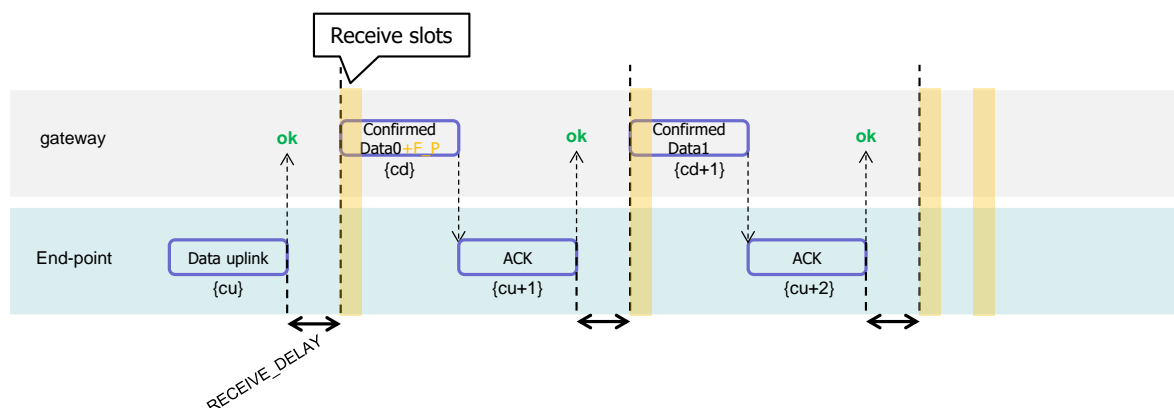 Receive slots
gateway
ok
Confirmed
Data0+F_P
{cd}
ok
Confirmed
Data1
{cd+1}
ok
End-point
Data uplink
{cu}
ACK
{cu+1}
ACK
{cu+2}
RECEIVE_DELAY